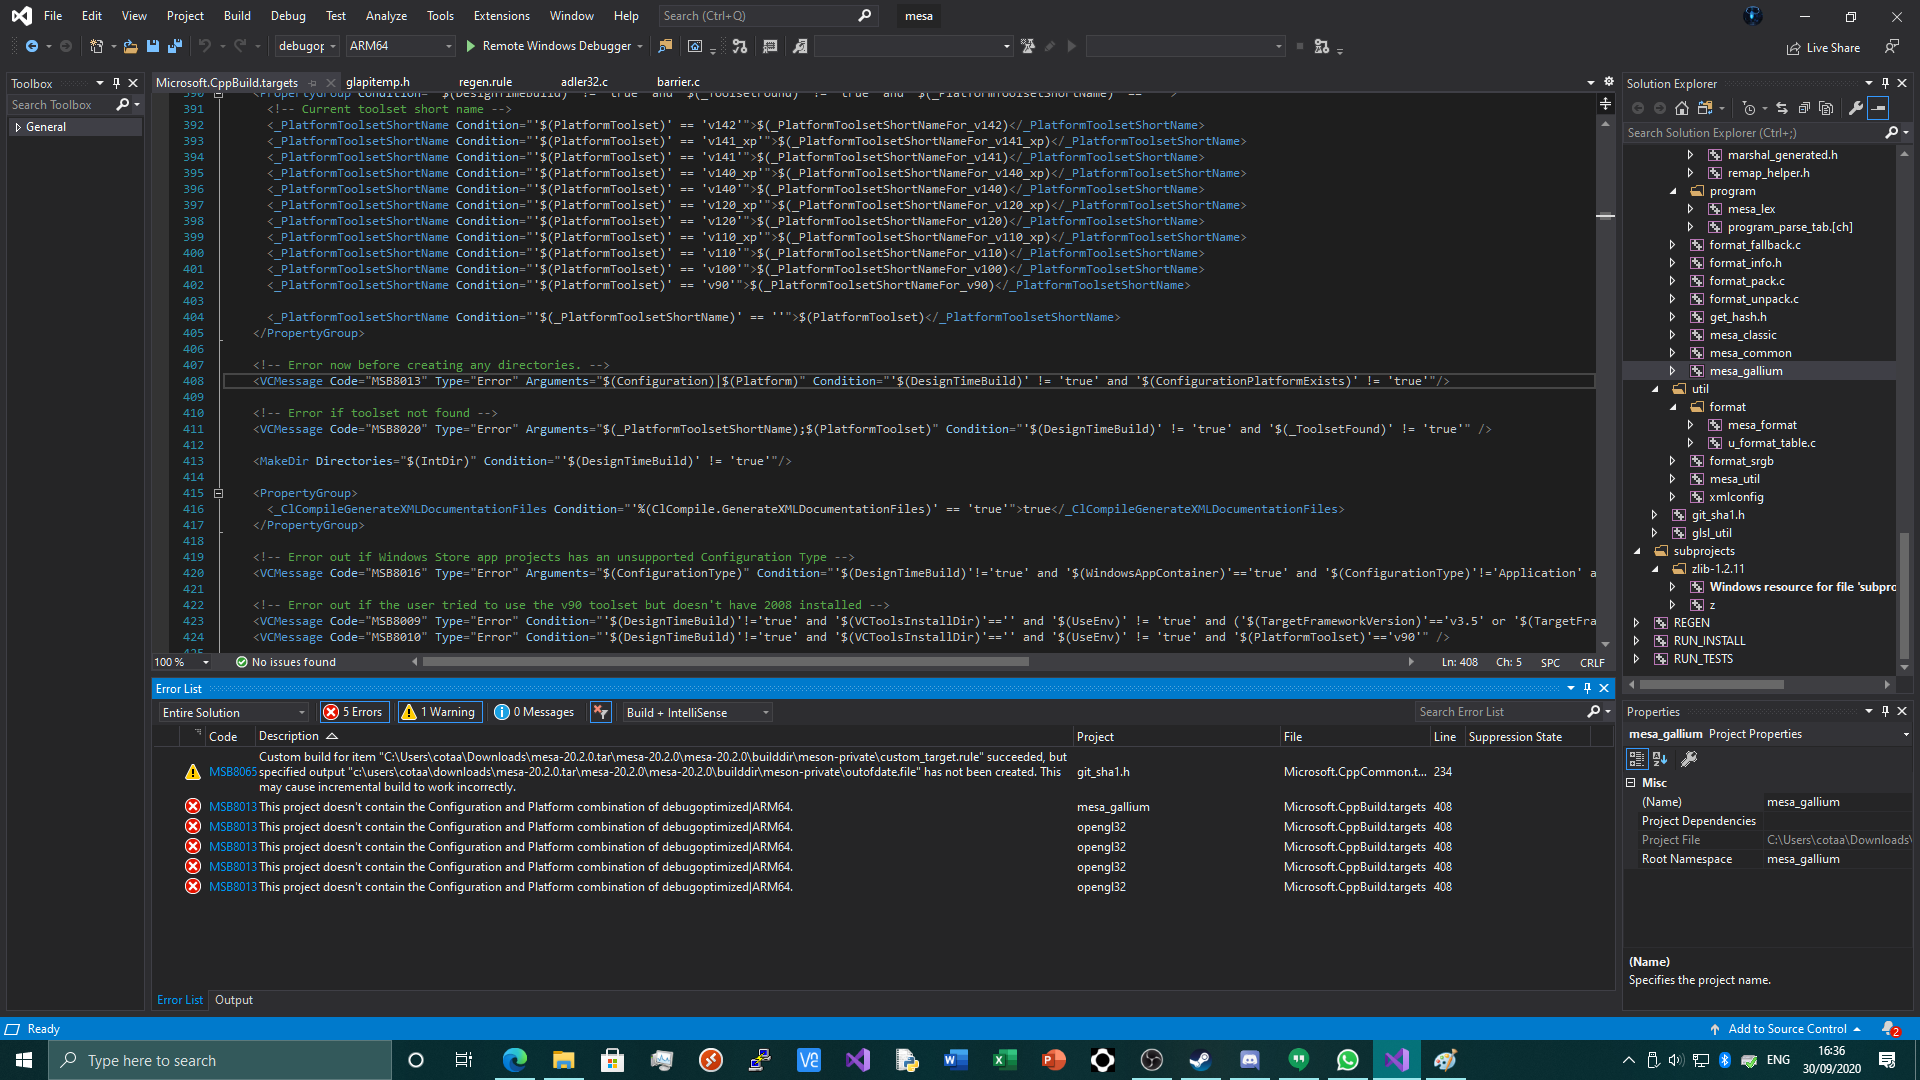 File Edit View Project Build Debug Test Analyze Tools Extensions Window Help Search (Ctrl+Q) mesa
debugop ARM64 Remote Windows Debugger Live Share
Toolbox
Search Toolbox
General
Microsoft.CppBuild.targets glapitemp.h regen.rule adler32.c barrier.c
390 <PropertyGroup Condition="'$(DesignTimeBuild)' != 'true' and '$(_ToolsetFound)' != 'true' and '$(_PlatformToolsetShortName)' == ''">
391 <!-- Current toolset short name -->
392 <_PlatformToolsetShortName Condition="'$(PlatformToolset)' == 'v142'">$(_PlatformToolsetShortNameFor_v142)</_PlatformToolsetShortName>
393 <_PlatformToolsetShortName Condition="'$(PlatformToolset)' == 'v141_xp'">$(_PlatformToolsetShortNameFor_v141_xp)</_PlatformToolsetShortName>
394 <_PlatformToolsetShortName Condition="'$(PlatformToolset)' == 'v141'">$(_PlatformToolsetShortNameFor_v141)</_PlatformToolsetShortName>
395 <_PlatformToolsetShortName Condition="'$(PlatformToolset)' == 'v140_xp'">$(_PlatformToolsetShortNameFor_v140_xp)</_PlatformToolsetShortName>
396 <_PlatformToolsetShortName Condition="'$(PlatformToolset)' == 'v140'">$(_PlatformToolsetShortNameFor_v140)</_PlatformToolsetShortName>
397 <_PlatformToolsetShortName Condition="'$(PlatformToolset)' == 'v120_xp'">$(_PlatformToolsetShortNameFor_v120_xp)</_PlatformToolsetShortName>
398 <_PlatformToolsetShortName Condition="'$(PlatformToolset)' == 'v120'">$(_PlatformToolsetShortNameFor_v120)</_PlatformToolsetShortName>
399 <_PlatformToolsetShortName Condition="'$(PlatformToolset)' == 'v110_xp'">$(_PlatformToolsetShortNameFor_v110_xp)</_PlatformToolsetShortName>
400 <_PlatformToolsetShortName Condition="'$(PlatformToolset)' == 'v110'">$(_PlatformToolsetShortNameFor_v110)</_PlatformToolsetShortName>
401 <_PlatformToolsetShortName Condition="'$(PlatformToolset)' == 'v100'">$(_PlatformToolsetShortNameFor_v100)</_PlatformToolsetShortName>
402 <_PlatformToolsetShortName Condition="'$(PlatformToolset)' == 'v90'">$(_PlatformToolsetShortNameFor_v90)</_PlatformToolsetShortName>
403
404 <_PlatformToolsetShortName Condition="'$(_PlatformToolsetShortName)' == ''">$(PlatformToolset)</_PlatformToolsetShortName>
405 </PropertyGroup>
406
407 <!-- Error now before creating any directories. -->
408 <VCMessage Code="MSB8013" Type="Error" Arguments="$(Configuration)|$(Platform)" Condition="'$(DesignTimeBuild)' != 'true' and '$(ConfigurationPlatformExists)' != 'true'"/>
409
410 <!-- Error if toolset not found -->
411 <VCMessage Code="MSB8020" Type="Error" Arguments="$(_PlatformToolsetShortName);$(PlatformToolset)" Condition="'$(DesignTimeBuild)' != 'true' and '$(_ToolsetFound)' != 'true'" />
412
413 <MakeDir Directories="$(IntDir)" Condition="'$(DesignTimeBuild)' != 'true'"/>
414
415 <PropertyGroup>
416 <_ClCompileGenerateXMLDocumentationFiles Condition="'%(ClCompile.GenerateXMLDocumentationFiles)' == 'true'">true</_ClCompileGenerateXMLDocumentationFiles>
417 </PropertyGroup>
418
419 <!-- Error out if Windows Store app projects has an unsupported Configuration Type -->
420 <VCMessage Code="MSB8016" Type="Error" Arguments="$(ConfigurationType)" Condition="'$(DesignTimeBuild)'!='true' and '$(WindowsAppContainer)'=='true' and '$(ConfigurationType)'!='Application' a
421
422 <!-- Error out if the user tried to use the v90 toolset but doesn't have 2008 installed -->
423 <VCMessage Code="MSB8009" Type="Error" Condition="'$(DesignTimeBuild)'!='true' and '$(VCToolsInstallDir)'=='' and '$(UseEnv)' != 'true' and ('$(TargetFrameworkVersion)'=='v3.5' or '$(TargetFra
424 <VCMessage Code="MSB8010" Type="Error" Condition="'$(DesignTimeBuild)'!='true' and '$(VCToolsInstallDir)'=='' and '$(UseEnv)' != 'true' and '$(PlatformToolset)'=='v90'" />
425
100 % No issues found Ln: 408 Ch: 5 SPC CRLF
Error List
Entire Solution 5 Errors 1 Warning 0 Messages Build + IntelliSense Search Error List
Code Description Project File Line Suppression State
Custom build for item "C:\Users\cotaa\Downloads\mesa-20.2.0.tar\mesa-20.2.0\mesa-20.2.0\builddir\meson-private\custom_target.rule" succeeded, but
MSB8065 specified output "c:\users\cotaa\downloads\mesa-20.2.0.tar\mesa-20.2.0\mesa-20.2.0\builddir\meson-private\outofdate.file" has not been created. This git_sha1.h Microsoft.CppCommon.t... 234
may cause incremental build to work incorrectly.
MSB8013 This project doesn't contain the Configuration and Platform combination of debugoptimized|ARM64. mesa_gallium Microsoft.CppBuild.targets 408
MSB8013 This project doesn't contain the Configuration and Platform combination of debugoptimized|ARM64. opengl32 Microsoft.CppBuild.targets 408
MSB8013 This project doesn't contain the Configuration and Platform combination of debugoptimized|ARM64. opengl32 Microsoft.CppBuild.targets 408
MSB8013 This project doesn't contain the Configuration and Platform combination of debugoptimized|ARM64. opengl32 Microsoft.CppBuild.targets 408
MSB8013 This project doesn't contain the Configuration and Platform combination of debugoptimized|ARM64. opengl32 Microsoft.CppBuild.targets 408
Error List Output
Solution Explorer
Search Solution Explorer (Ctrl+;)
marshal_generated.h
remap_helper.h
program
mesa_lex
program_parse_tab.[ch]
format_fallback.c
format_info.h
format_pack.c
format_unpack.c
get_hash.h
mesa_classic
mesa_common
mesa_gallium
util
format
mesa_format
u_format_table.c
format_srgb
mesa_util
xmlconfig
git_sha1.h
glsl_util
subprojects
zlib-1.2.11
Windows resource for file 'subpro
z
REGEN
RUN_INSTALL
RUN_TESTS
Properties
mesa_gallium Project Properties
Misc
(Name) mesa_gallium
Project Dependencies
Project File C:\Users\cotaa\Downloads\
Root Namespace mesa_gallium
(Name)
Specifies the project name.
Ready Add to Source Control 2
Type here to search ENG 16:36
30/09/2020